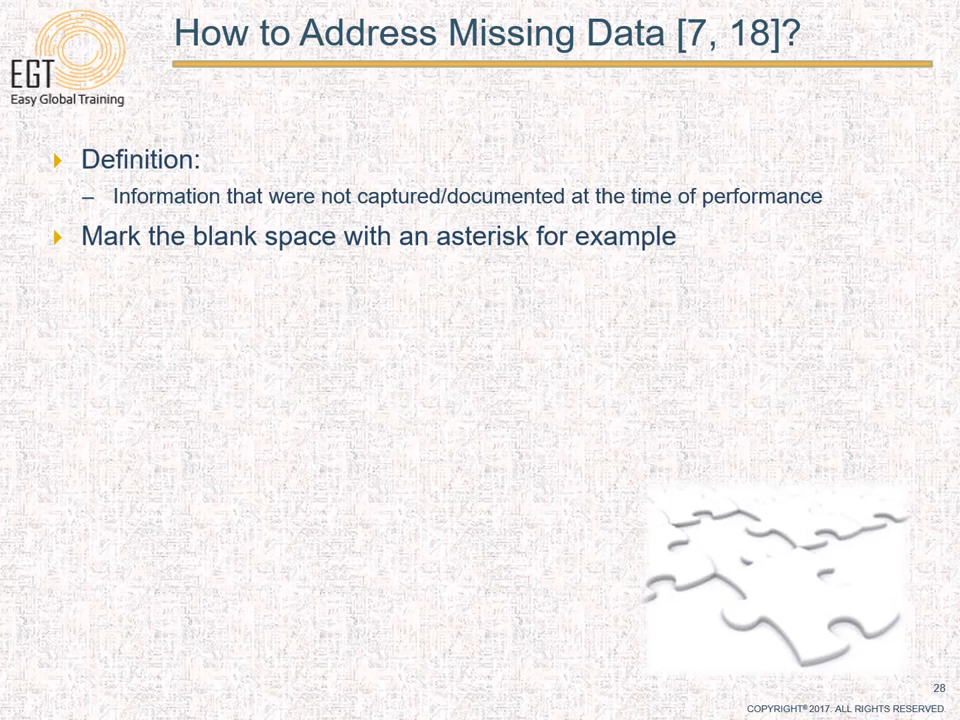 How to Address Missing Data [7, 18]?
EGT
Easy Global Training
Definition:
– Information that were not captured/documented at the time of performance
Mark the blank space with an asterisk for example
28
COPYRIGHT® 2017. ALL RIGHTS RESERVED.